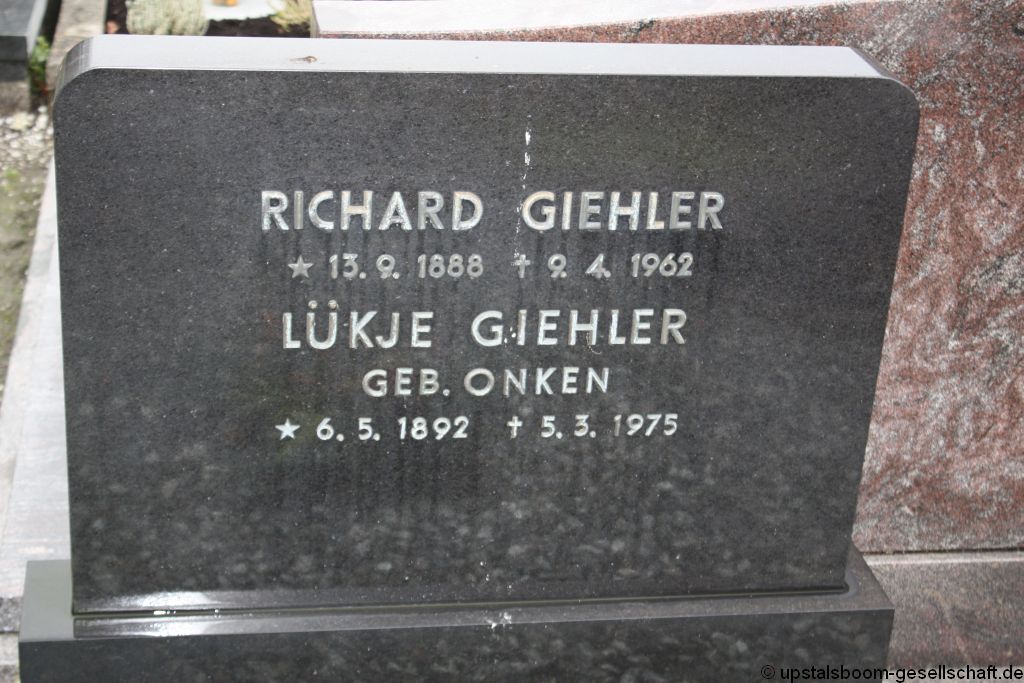 RICHARD GIEHLER
★ 13. 9. 1888 † 9. 4. 1962
LÜKJE GIEHLER
GEB. ONKEN
★ 6. 5. 1892 † 5. 3. 1975
© upstalsboom-gesellschaft.de